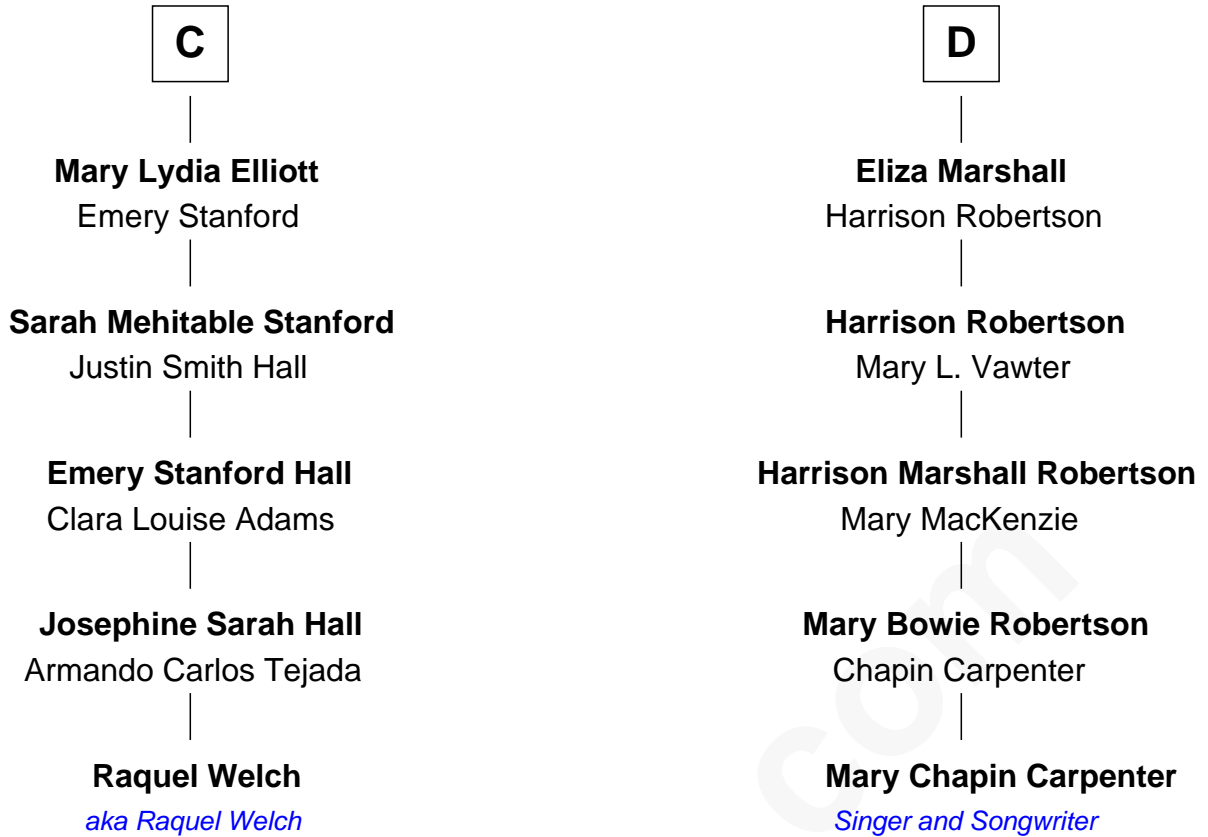 C
Mary Lydia Elliott
Emery Stanford
Sarah Mehitable Stanford
Justin Smith Hall
Emery Stanford Hall
Clara Louise Adams
Josephine Sarah Hall
Armando Carlos Tejada
Raquel Welch
aka Raquel Welch
D
Eliza Marshall
Harrison Robertson
Harrison Robertson
Mary L. Vawter
Harrison Marshall Robertson
Mary MacKenzie
Mary Bowie Robertson
Chapin Carpenter
Mary Chapin Carpenter
Singer and Songwriter
com